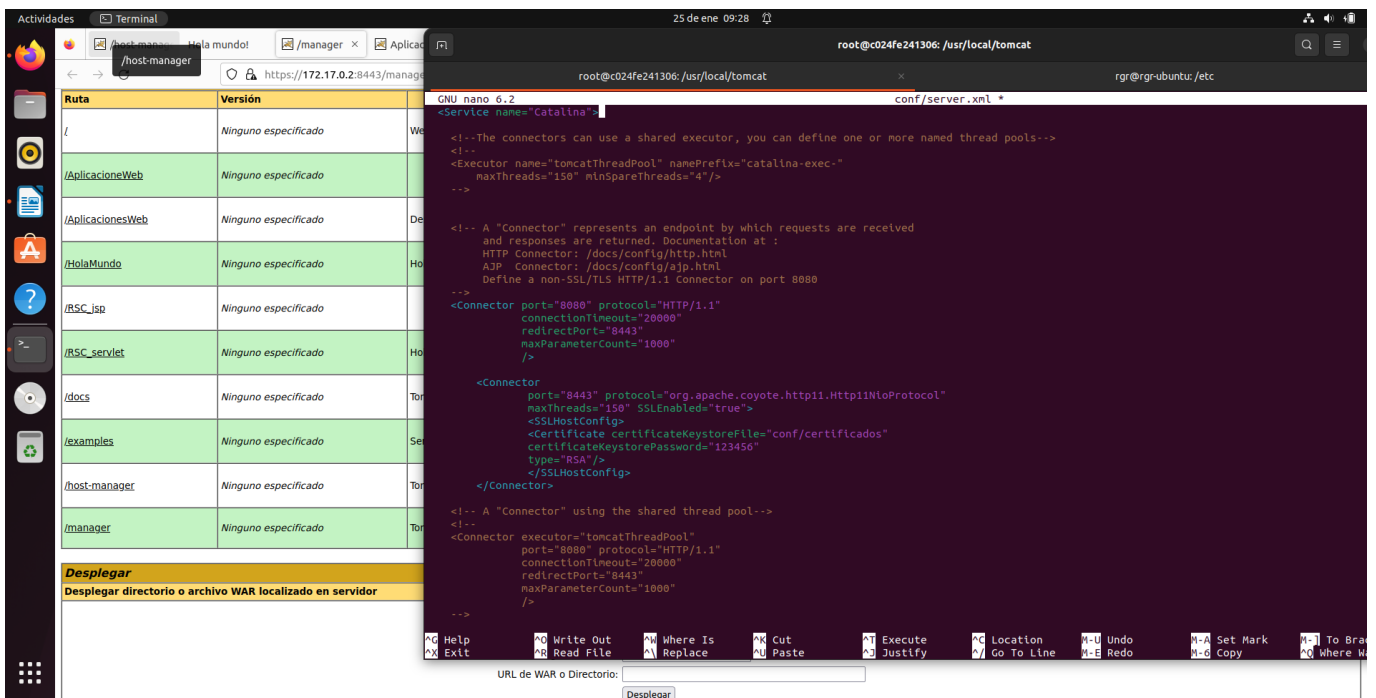 Actividades
Terminal
25 de ene 09:28
/host-manag
Hola mundo!
/manager
Aplicac
/host-manager
https://172.17.0.2:8443/manage
root@c024fe241306: /usr/local/tomcat
root@c024fe241306: /usr/local/tomcat
rgr@rgr-ubuntu: /etc
Ruta Versión
/ Ninguno especificado We
/AplicacioneWeb Ninguno especificado
/AplicacionesWeb Ninguno especificado De
/HolaMundo Ninguno especificado Ho
/RSC_jsp Ninguno especificado
/RSC_servlet Ninguno especificado Ho
/docs Ninguno especificado Tor
/examples Ninguno especificado Ser
/host-manager Ninguno especificado Tor
/manager Ninguno especificado Tor
Desplegar
Desplegar directorio o archivo WAR localizado en servidor
URL de WAR o Directorio:
Desplegar
GNU nano 6.2 conf/server.xml *
<Service name="Catalina">
<!--The connectors can use a shared executor, you can define one or more named thread pools-->
<!--
<Executor name="tomcatThreadPool" namePrefix="catalina-exec-"
maxThreads="150" minSpareThreads="4"/>
-->
<!-- A "Connector" represents an endpoint by which requests are received
and responses are returned. Documentation at :
HTTP Connector: /docs/config/http.html
AJP  Connector: /docs/config/ajp.html
Define a non-SSL/TLS HTTP/1.1 Connector on port 8080
-->
<Connector port="8080" protocol="HTTP/1.1"
connectionTimeout="20000"
redirectPort="8443"
maxParameterCount="1000"
/>
<Connector
port="8443" protocol="org.apache.coyote.http11.Http11NioProtocol"
maxThreads="150" SSLEnabled="true">
<SSLHostConfig>
<Certificate certificateKeystoreFile="conf/certificados"
certificateKeystorePassword="123456"
type="RSA"/>
</SSLHostConfig>
</Connector>
<!-- A "Connector" using the shared thread pool-->
<!--
<Connector executor="tomcatThreadPool"
port="8080" protocol="HTTP/1.1"
connectionTimeout="20000"
redirectPort="8443"
maxParameterCount="1000"
/>
-->
^G Help ^O Write Out ^W Where Is ^K Cut ^T Execute ^C Location M-U Undo M-A Set Mark M-] To Bra
^X Exit ^R Read File ^\ Replace ^U Paste ^J Justify ^/ Go To Line M-E Redo M-6 Copy ^Q Where W